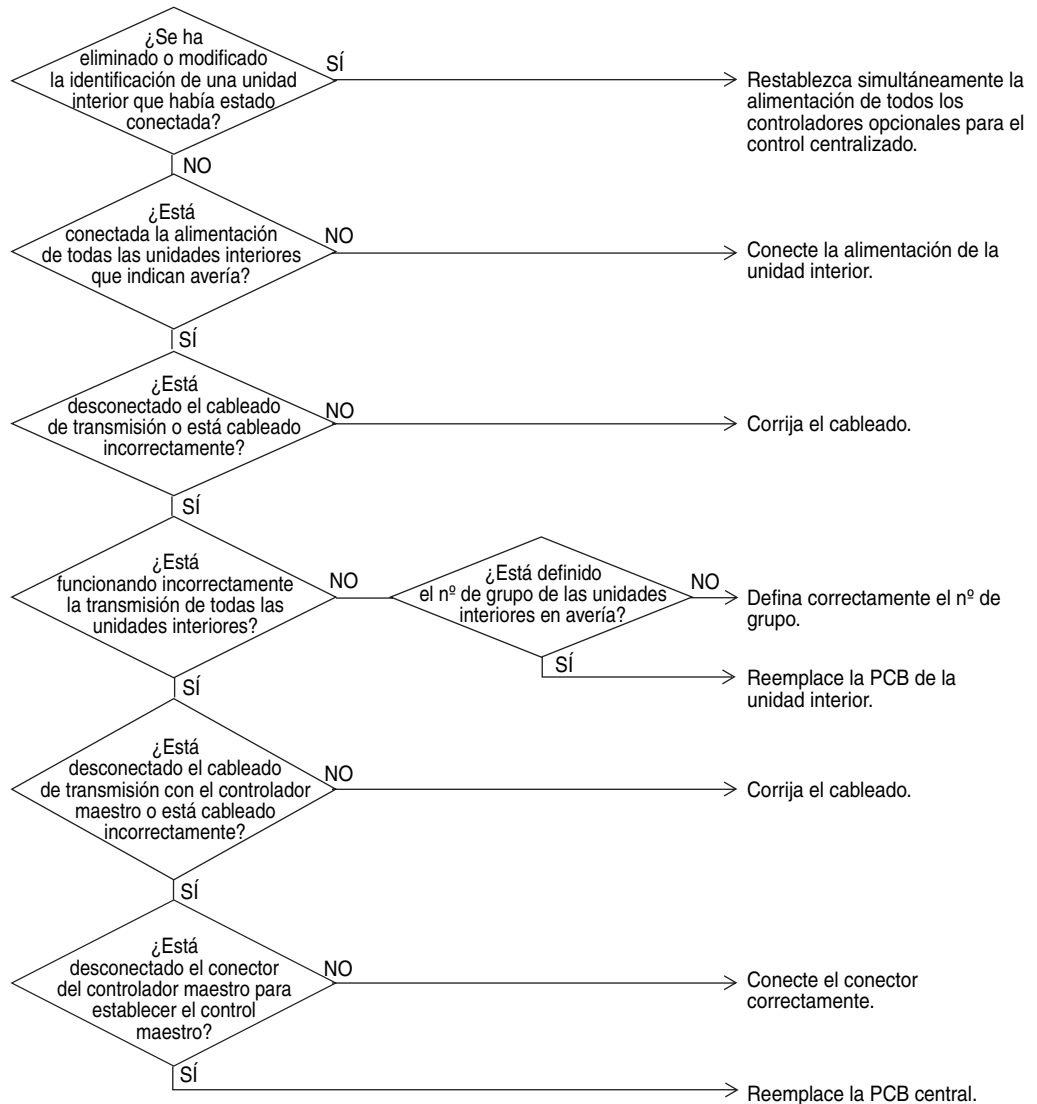 ¿Se ha
eliminado o modificado
la identificación de una unidad
interior que había estado
conectada?
SÍ
Restablezca simultáneamente la
alimentación de todos los
controladores opcionales para el
control centralizado.
NO
¿Está
conectada la alimentación
de todas las unidades interiores
que indican avería?
NO
Conecte la alimentación de la
unidad interior.
SÍ
¿Está
desconectado el cableado
de transmisión o está cableado
incorrectamente?
NO
Corrija el cableado.
SÍ
¿Está
funcionando incorrectamente
la transmisión de todas las
unidades interiores?
NO
¿Está definido
el nº de grupo de las unidades
interiores en avería?
NO
Defina correctamente el nº de
grupo.
SÍ
Reemplace la PCB de la
unidad interior.
SÍ
¿Está
desconectado el cableado
de transmisión con el controlador
maestro o está cableado
incorrectamente?
NO
Corrija el cableado.
SÍ
¿Está
desconectado el conector
del controlador maestro para
establecer el control
maestro?
NO
Conecte el conector
correctamente.
SÍ
Reemplace la PCB central.